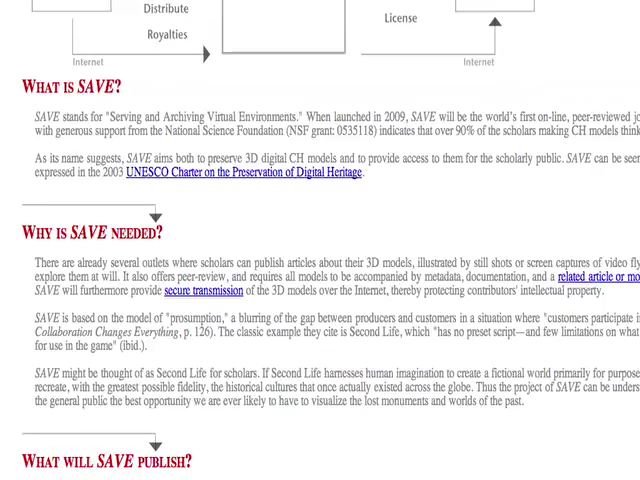 Distribute
Royalties
License
Internet
Internet
WHAT IS SAVE?
SAVE stands for "Serving and Archiving Virtual Environments." When launched in 2009, SAVE will be the world's first on-line, peer-reviewed
with generous support from the National Science Foundation (NSF grant: 0535118) indicates that over 90% of the scholars making CH models think
As its name suggests, SAVE aims both to preserve 3D digital CH models and to provide access to them for the scholarly public. SAVE can be seen
expressed in the 2003 UNESCO Charter on the Preservation of Digital Heritage.
WHY IS SAVE NEEDED?
There are already several outlets where scholars can publish articles about their 3D models, illustrated by still shots or screen captures of video
explore them at will. It also offers peer-review, and requires all models to be accompanied by metadata, documentation, and a related article or
SAVE will furthermore provide secure transmission of the 3D models over the Internet, thereby protecting contributors' intellectual property.
SAVE is based on the model of "prosumption," a blurring of the gap between producers and customers in a situation where "customers participate
Collaboration Changes Everything, p. 126). The classic example they cite is Second Life, which "has no preset script—and few limitations on what
for use in the game" (ibid.).
SAVE might be thought of as Second Life for scholars. If Second Life harnesses human imagination to create a fictional world primarily for
recreate, with the greatest possible fidelity, the historical cultures that once actually existed across the globe. Thus the project of SAVE can be
the general public the best opportunity we are ever likely to have to visualize the lost monuments and worlds of the past.
WHAT WILL SAVE PUBLISH?